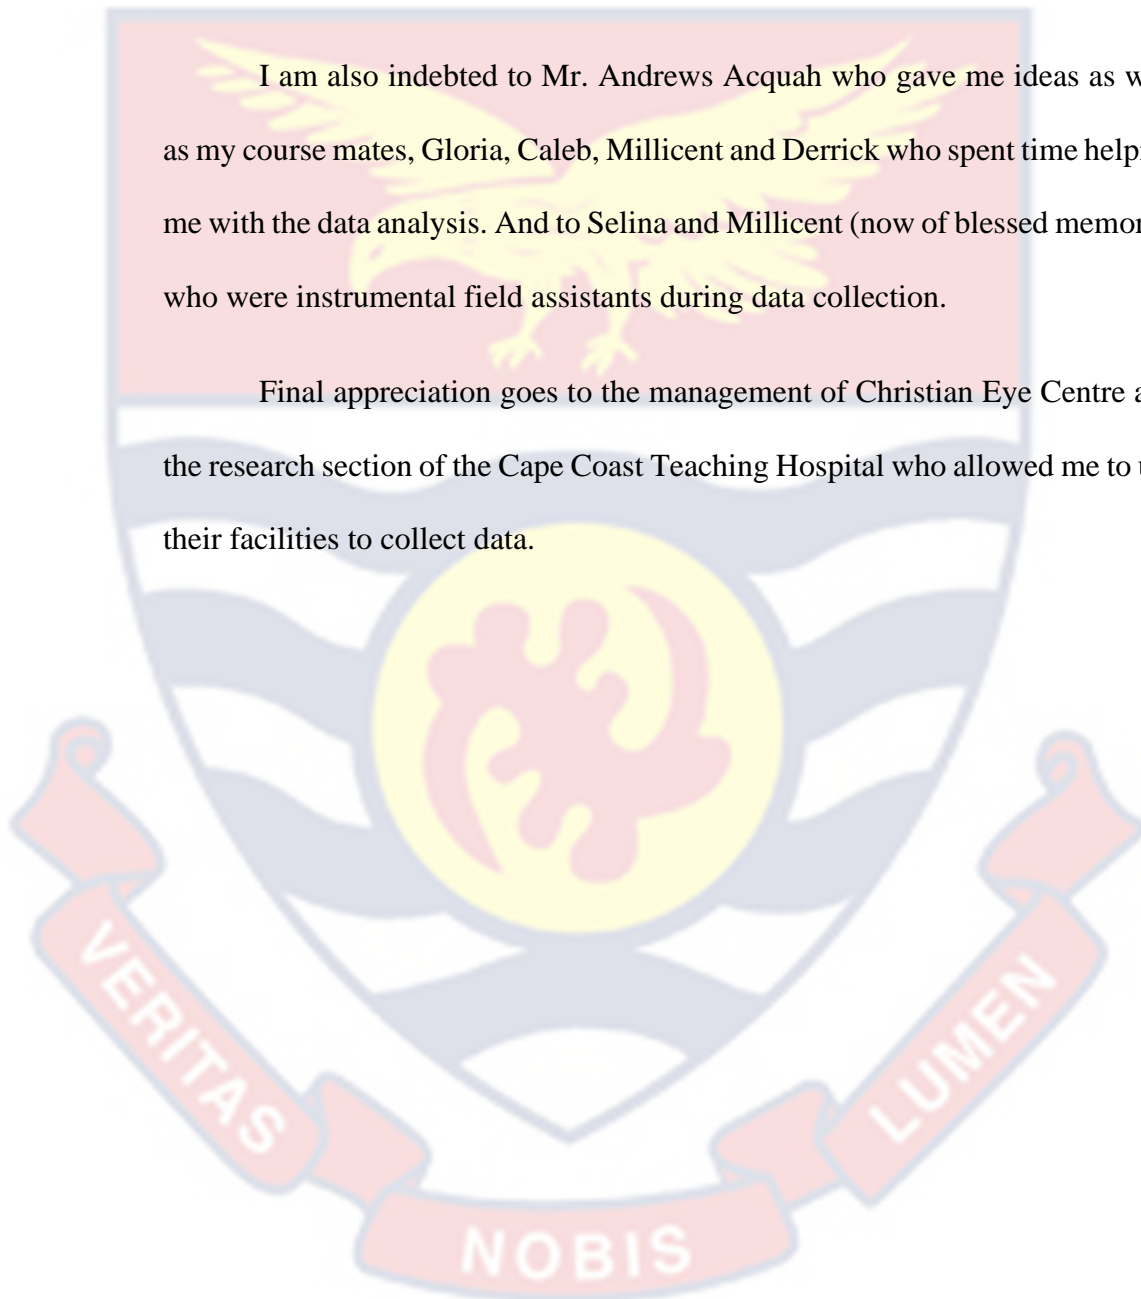 I am also indebted to Mr. Andrews Acquah who gave me ideas as w
as my course mates, Gloria, Caleb, Millicent and Derrick who spent time help
me with the data analysis. And to Selina and Millicent (now of blessed memor
who were instrumental field assistants during data collection.
Final appreciation goes to the management of Christian Eye Centre a
the research section of the Cape Coast Teaching Hospital who allowed me to u
their facilities to collect data.
VERITAS
NOBIS
LUMEN